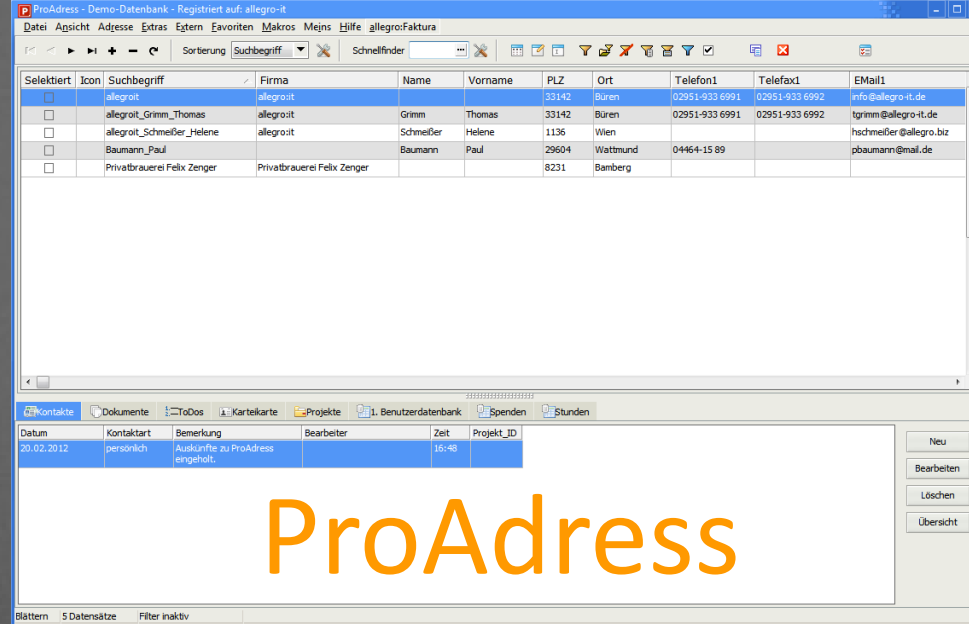 ProAdress - Demo-Datenbank - Registriert auf: allegro-it
Datei Ansicht Adresse Extras Extern Favoriten Makros Meins Hilfe allegro:Faktura
Sortierung Suchbegriff Schnellfinder
Selektiert Icon Suchbegriff Firma Name Vorname PLZ Ort Telefon1 Telefax1 EMail1
allegroit allegro:it 33142 Büren 02951-933 6991 02951-933 6992 info@allegro-it.de
allegroit_Grimm_Thomas allegro:it Grimm Thomas 33142 Büren 02951-933 6991 02951-933 6992 tgrimm@allegro-it.de
allegroit_Schmeißer_Helene allegro:it Schmeißer Helene 1136 Wien hschmeißer@allegro.biz
Baumann_Paul Baumann Paul 29604 Wattmund 04464-15 89 pbaumann@mail.de
Privatbrauerei Felix Zenger Privatbrauerei Felix Zenger 8231 Bamberg
Kontakte Dokumente ToDos Karteikarte Projekte 1. Benutzerdatenbank Spenden Stunden
Datum Kontaktart Bemerkung Bearbeiter Zeit Projekt_ID
20.02.2012 persönlich Auskünfte zu ProAdress 16:48
eingeholt.
Neu
Bearbeiten
Löschen
Übersicht
ProAdress
Blättern 5 Datensätze Filter inaktiv